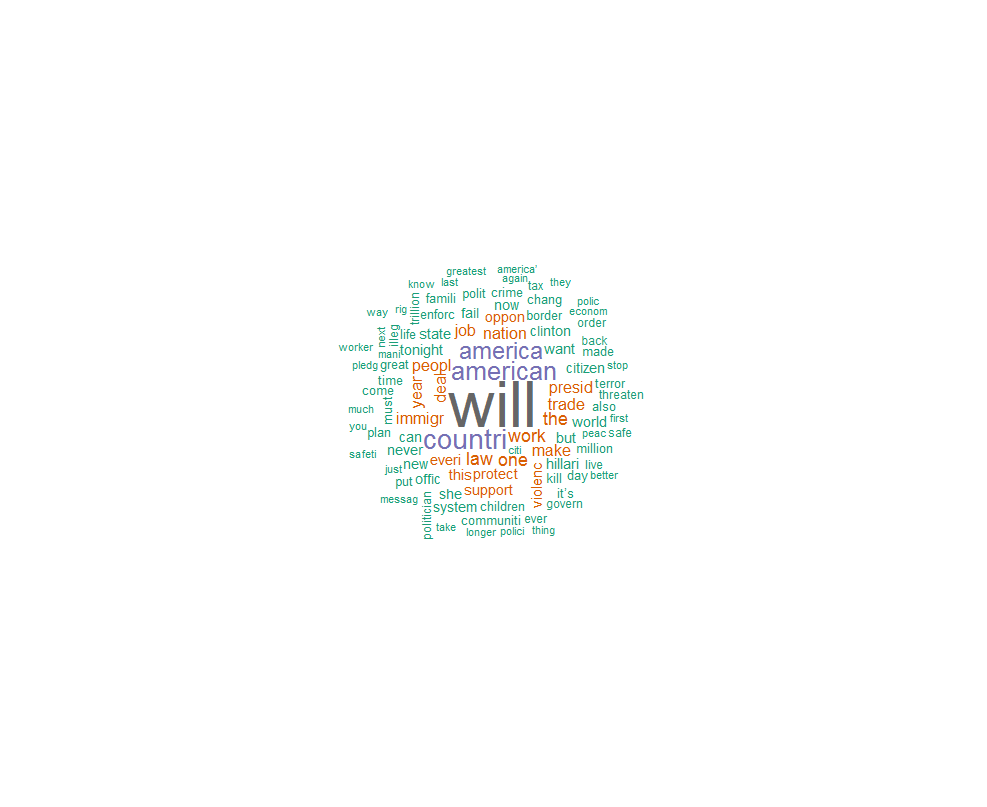 greatest america'
know last again tax they
trillion famili polit crime now chang polic
way rig enforc fail oppon border econom order
next illeg life state job nation clinton back
worker mani tonight america want made
pledg great peopl american citizen stop
time year deal presid terror
come will threaten
much must immigr trade also
you the world first
plan can countri work but peac safe
safeti never citi make million
just new everi law one hillari live
put offic this protect violenc kill day better
messag she support it's
politician system children govern
take communiti ever
longer polici thing